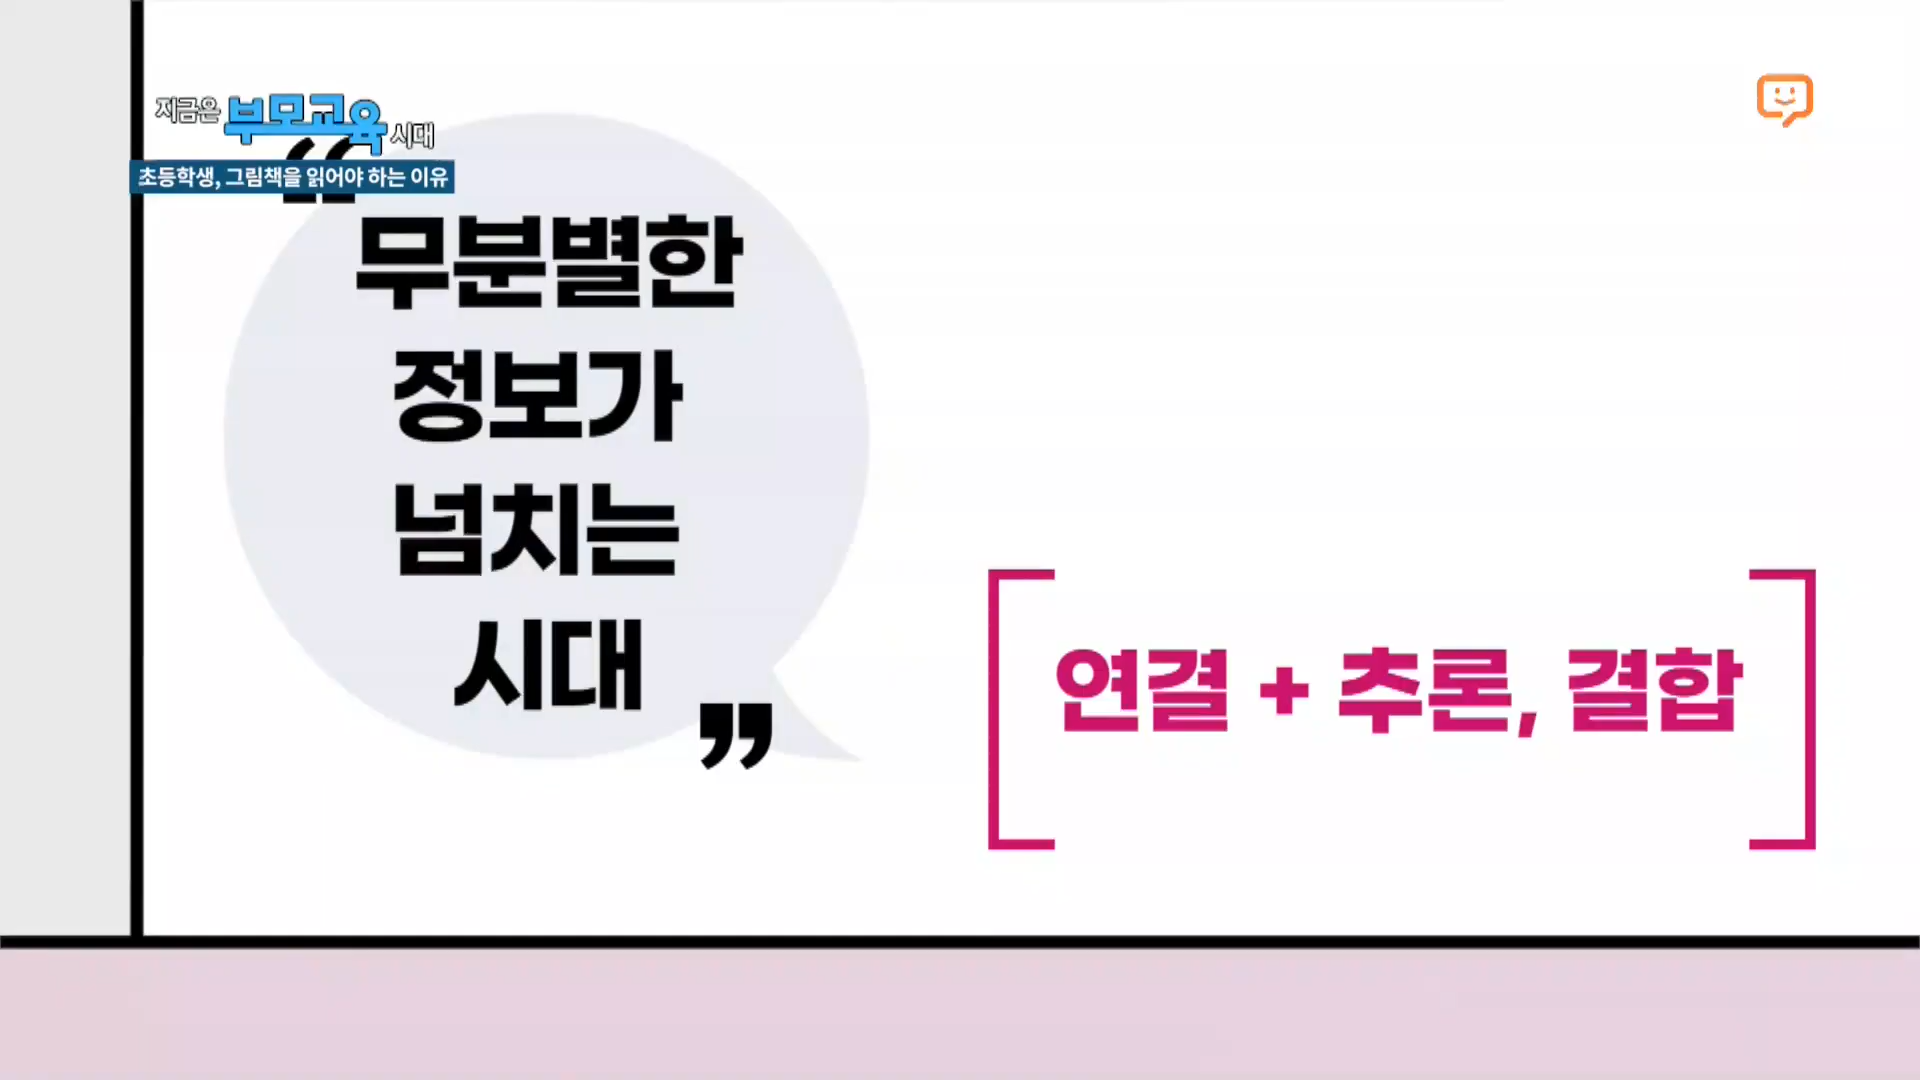 지금은 부모교육 시대
초등학생, 그림책을 읽어야 하는 이유
“
무분별한
정보가
넘치는
시대
”
[연결 + 추론, 결합]